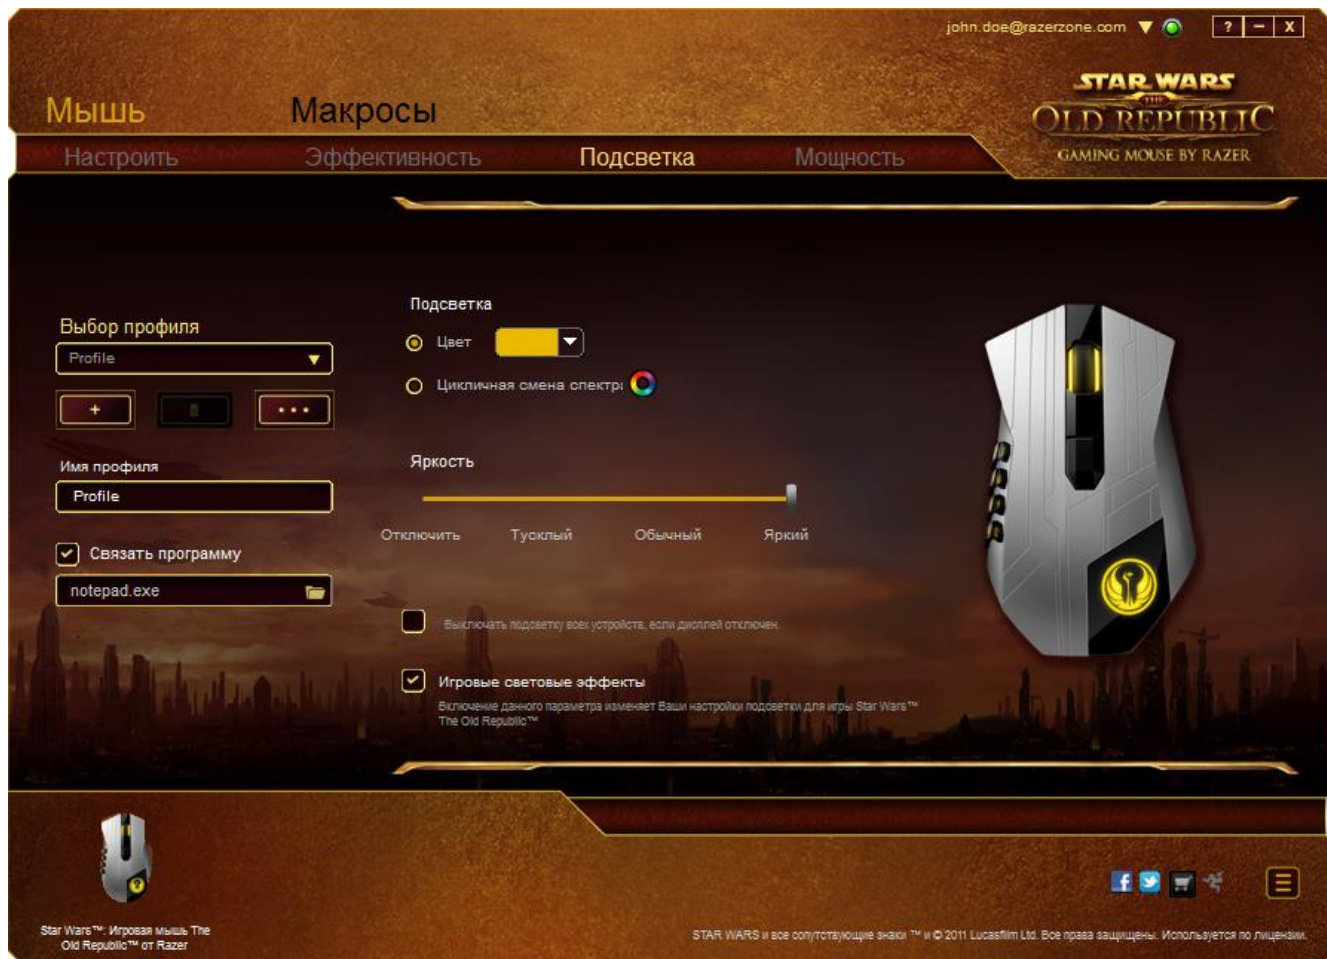 john.doe@razerzone.com
? – X
STAR WARS
THE
OLD REPUBLIC
GAMING MOUSE BY RAZER
Мышь Макросы
Настроить Эффективность Подсветка Мощность
Выбор профиля
Profile
+
Имя профиля
Profile
Связать программу
notepad.exe
Подсветка
Цвет
Цикличная смена спектр
Яркость
Отключить Тусклый Обычный Яркий
Выключать подсветку всех устройств, если дисплей отключен.
Игровые световые эффекты
Включение данного параметра изменяет Ваши настройки подсветки для игры Star Wars™
The Old Republic™
Star Wars™: Игровая мышь The
Old Republic™ от Razer
STAR WARS и все сопутствующие знаки ™ и © 2011 Lucasfilm Ltd. Все права защищены. Используется по лицензии.